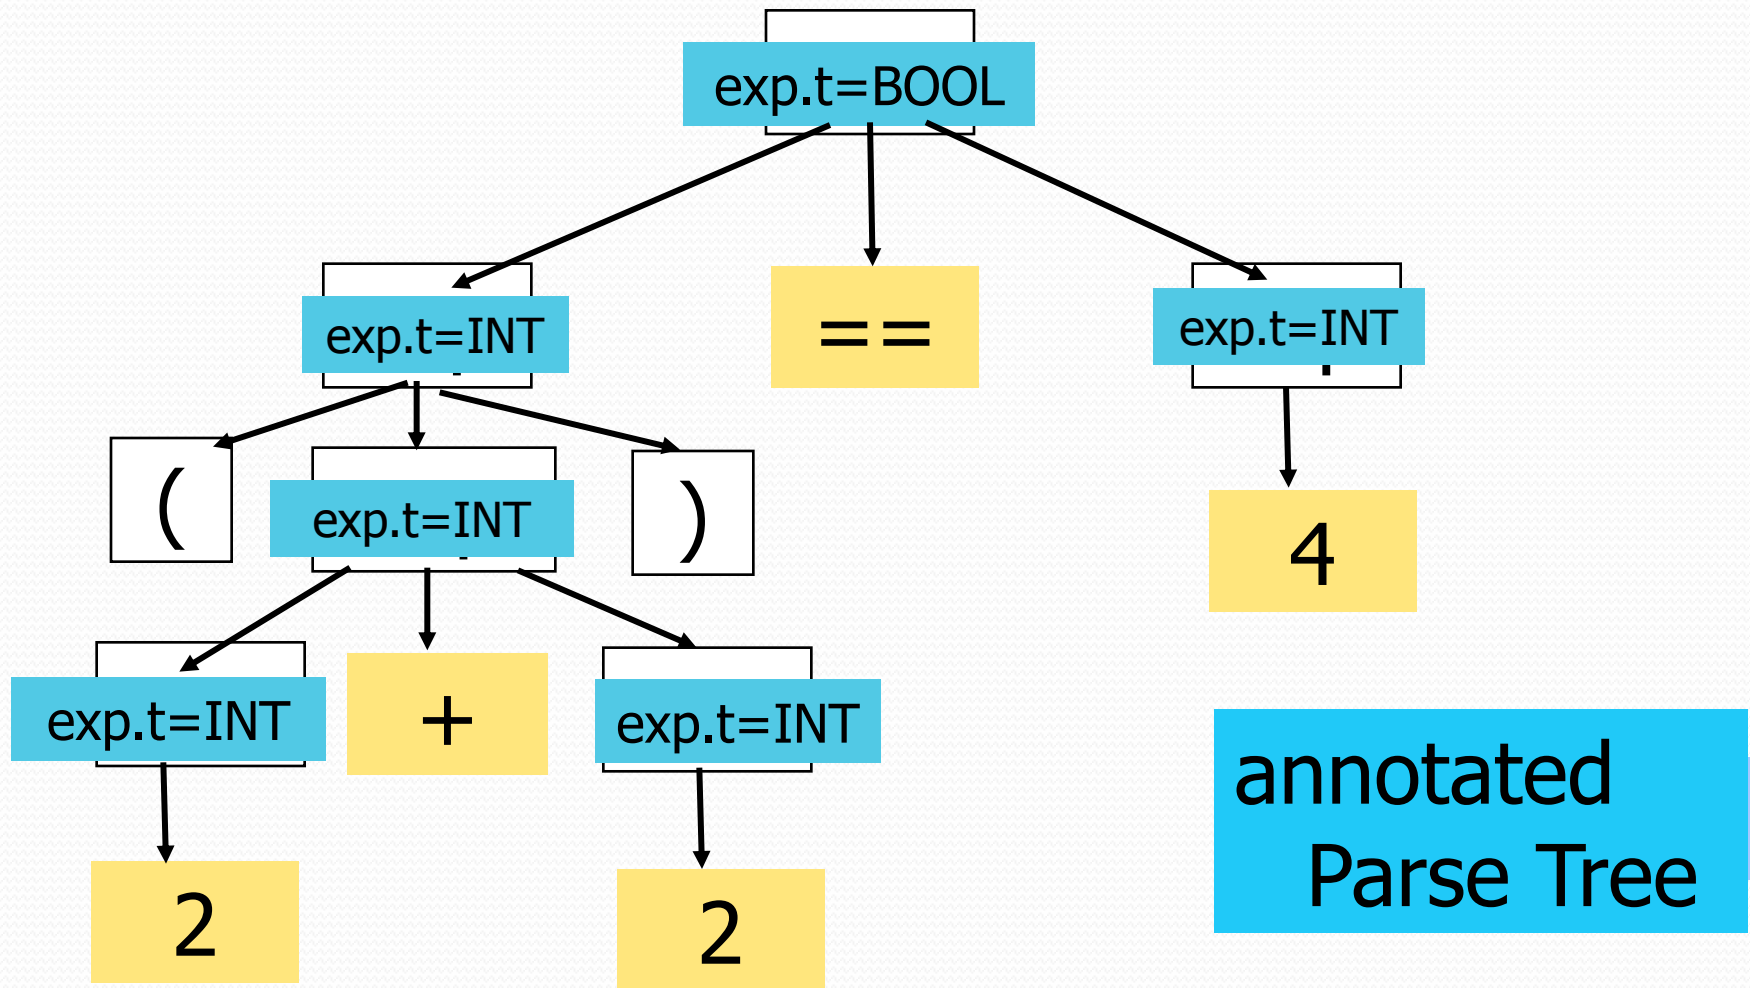 exp.t=BOOL
exp.t=INT
==
exp.t=INT
(
exp.t=INT
)
4
exp.t=INT
+
exp.t=INT
2
2
annotated
Parse Tree